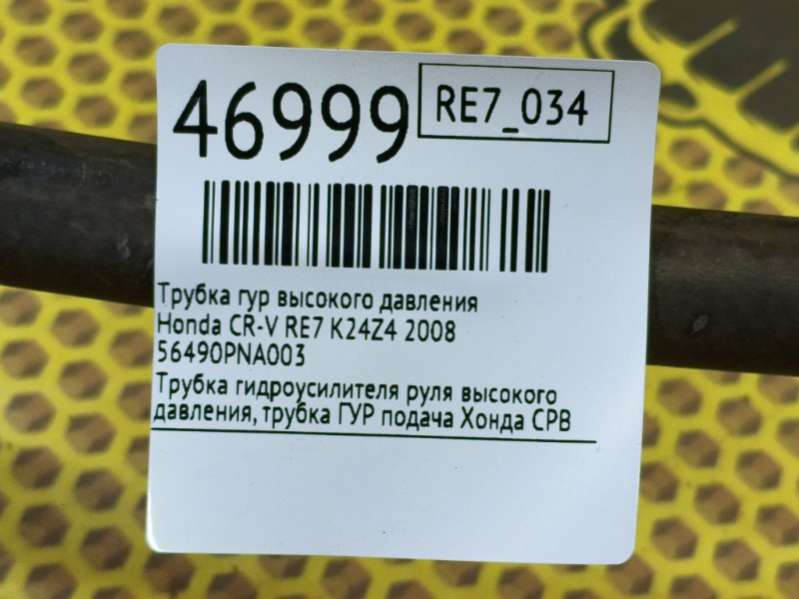 46999
RE7_034
Трубка гур высокого давления
Honda CR-V RE7 K24Z4 2008
56490PNA003
Трубка гидроусилителя руля высокого
давления, трубка ГУР подача Хонда СРВ